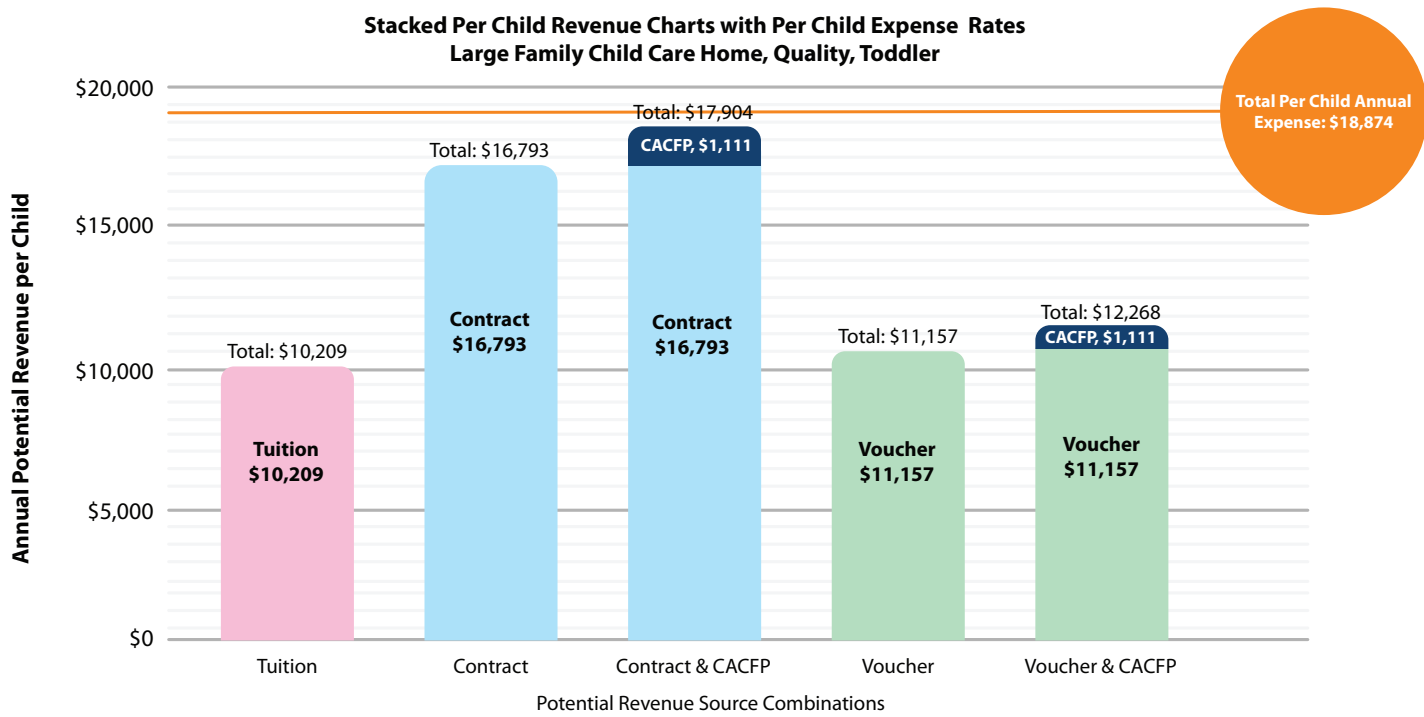 Stacked Per Child Revenue Charts with Per Child Expense Rates
Large Family Child Care Home, Quality, Toddler
Total Per Child Annual
Expense: $18,874
Annual Potential Revenue per Child
$20,000
$15,000
$10,000
$5,000
$0
Total: $10,209
Tuition
$10,209
Total: $16,793
Contract
$16,793
Total: $17,904
CACFP, $1,111
Contract
$16,793
Total: $11,157
Voucher
$11,157
Total: $12,268
CACFP, $1,111
Voucher
$11,157
Tuition
Contract
Contract & CACFP
Voucher
Voucher & CACFP
Potential Revenue Source Combinations